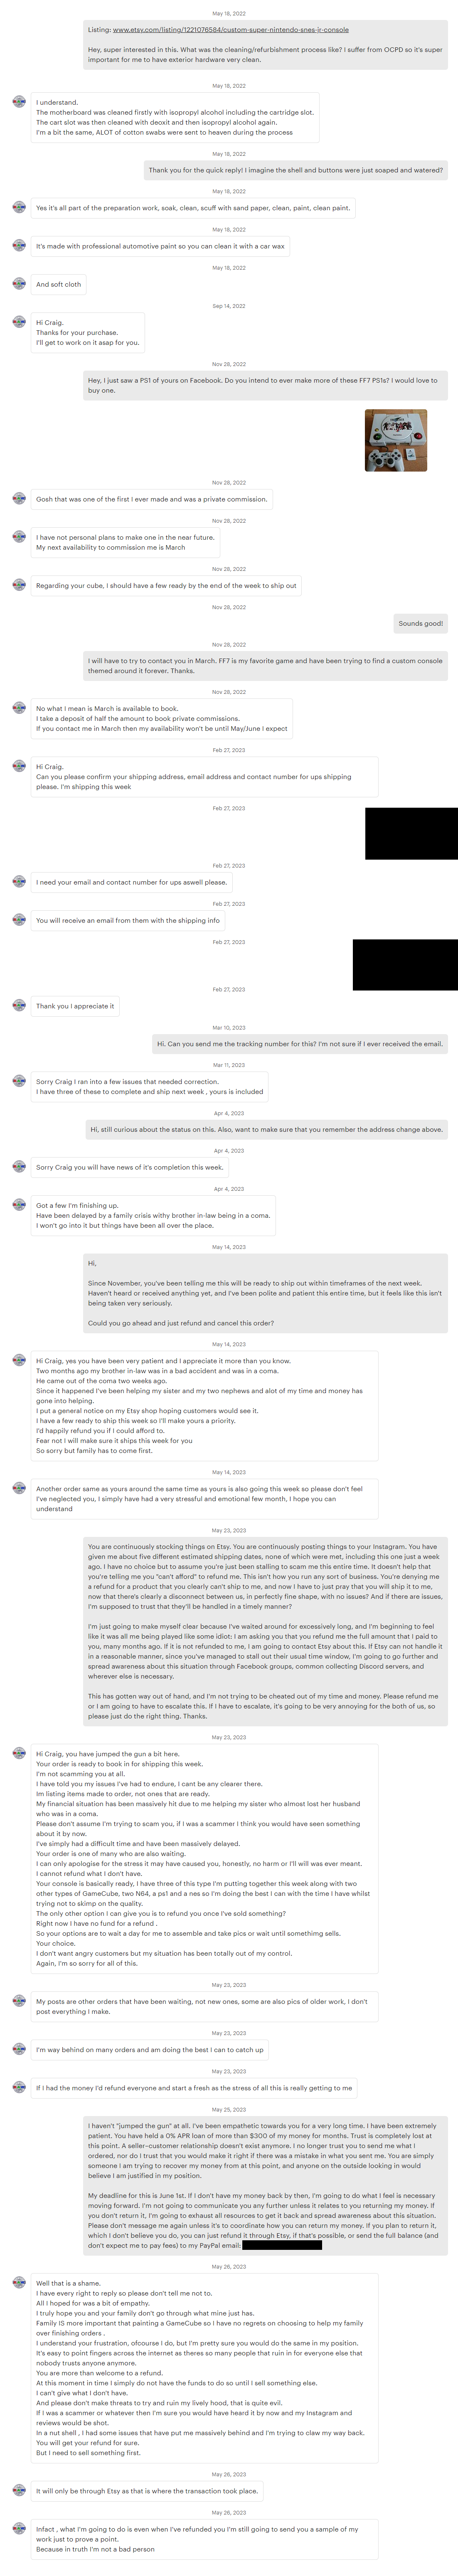 May 18, 2022
Listing: www.etsy.com/listing/1221076584/custom-super-nintendo-snes-jr-console
Hey, super interested in this. What was the cleaning/refurbishment process like? I suffer from OCPD so it's super
important for me to have exterior hardware very clean.
May 18, 2022
I understand.
The motherboard was cleaned firstly with isopropyl alcohol including the cartridge slot.
The cart slot was then cleaned with deoxit and then isopropyl alcohol again.
I'm a bit the same, ALOT of cotton swabs were sent to heaven during the process
May 18, 2022
Thank you for the quick reply! I imagine the shell and buttons were just soaped and watered?
May 18, 2022
Yes it's all part of the preparation work, soak, clean, scuff with sand paper, clean, paint, clean paint.
May 18, 2022
It's made with professional automotive paint so you can clean it with a car wax
May 18, 2022
And soft cloth
Sep 14, 2022
Hi Craig.
Thanks for your purchase.
I'll get to work on it asap for you.
Nov 28, 2022
Hey, I just saw a PS1 of yours on Facebook. Do you intend to ever make more of these FF7 PS1s? I would love to
buy one.
Nov 28, 2022
Gosh that was one of the first I ever made and was a private commission.
Nov 28, 2022
I have not personal plans to make one in the near future.
My next availability to commission me is March
Nov 28, 2022
Regarding your cube, I should have a few ready by the end of the week to ship out
Nov 28, 2022
Sounds good!
Nov 28, 2022
I will have to try to contact you in March. FF7 is my favorite game and have been trying to find a custom console
themed around it forever. Thanks.
Nov 28, 2022
No what I mean is March is available to book.
I take a deposit of half the amount to book private commissions.
If you contact me in March then my availability won't be until May/June I expect
Feb 27, 2023
Hi Craig.
Can you please confirm your shipping address, email address and contact number for ups shipping
please. I'm shipping this week
Feb 27, 2023
Feb 27, 2023
I need your email and contact number for ups aswell please.
Feb 27, 2023
You will receive an email from them with the shipping info
Feb 27, 2023
Feb 27, 2023
Thank you I appreciate it
Mar 10, 2023
Hi. Can you send me the tracking number for this? I'm not sure if I ever received the email.
Mar 11, 2023
Sorry Craig I ran into a few issues that needed correction.
I have three of these to complete and ship next week , yours is included
Apr 4, 2023
Hi, still curious about the status on this. Also, want to make sure that you remember the address change above.
Apr 4, 2023
Sorry Craig you will have news of it's completion this week.
Apr 4, 2023
Got a few I'm finishing up.
Have been delayed by a family crisis withy brother in-law being in a coma.
I won't go into it but things have been all over the place.
May 14, 2023
Hi,
Since November, you've been telling me this will be ready to ship out within timeframes of the next week.
Haven't heard or received anything yet, and I've been polite and patient this entire time, but it feels like this isn't
being taken very seriously.
Could you go ahead and just refund and cancel this order?
May 14, 2023
Hi Craig, yes you have been very patient and I appreciate it more than you know.
Two months ago my brother in-law was in a bad accident and was in a coma.
He came out of the coma two weeks ago.
Since it happened I've been helping my sister and my two nephews and alot of my time and money has
gone into helping.
I put a general notice on my Etsy shop hoping customers would see it.
I have a few ready to ship this week so I'll make yours a priority.
I'd happily refund you if I could afford to.
Fear not I will make sure it ships this week for you
So sorry but family has to come first.
May 14, 2023
Another order same as yours around the same time as yours is also going this week so please don't feel
I've neglected you, I simply have had a very stressful and emotional few month, I hope you can
understand
May 23, 2023
You are continuously stocking things on Etsy. You are continuously posting things to your Instagram. You have
given me about five different estimated shipping dates, none of which were met, including this one just a week
ago. I have no choice but to assume you're just been stalling to scam me this entire time. It doesn't help that
you're telling me you "can't afford" to refund me. This isn't how you run any sort of business. You're denying me
a refund for a product that you clearly can't ship to me, and now I have to just pray that you will ship it to me,
now that there's clearly a disconnect between us, in perfectly fine shape, with no issues? And if there are issues,
I'm supposed to trust that they'll be handled in a timely manner?
I'm just going to make myself clear because I've waited around for excessively long, and I'm beginning to feel
like it was all me being played like some idiot: I am asking you that you refund me the full amount that I paid to
you, many months ago. If it is not refunded to me, I am going to contact Etsy about this. If Etsy can not handle it
in a reasonable manner, since you've managed to stall out their usual time window, I'm going to go further and
spread awareness about this situation through Facebook groups, common collecting Discord servers, and
wherever else is necessary.
This has gotten way out of hand, and I'm not trying to be cheated out of my time and money. Please refund me
or I am going to have to escalate this. If I have to escalate, it's going to be very annoying for the both of us, so
please just do the right thing. Thanks.
May 23, 2023
Hi Craig, you have jumped the gun a bit here.
Your order is ready to book in for shipping this week.
I'm not scamming you at all.
I have told you my issues I've had to endure, I cant be any clearer there.
Im listing items made to order, not ones that are ready.
My financial situation has been massively hit due to me helping my sister who almost lost her husband
who was in a coma.
Please don't assume I'm trying to scam you, if I was a scammer I think you would have seen something
about it by now.
I've simply had a difficult time and have been massively delayed.
Your order is one of many who are also waiting.
I can only apologise for the stress it may have caused you, honestly, no harm or I'll will was ever meant.
I cannot refund what I don't have.
Your console is basically ready, I have three of this type I'm putting together this week along with two
other types of GameCube, two N64, a ps1 and a nes so I'm doing the best I can with the time I have whilst
trying not to skimp on the quality.
The only other option I can give you is to refund you once I've sold something?
Right now I have no fund for a refund .
So your options are to wait a day for me to assemble and take pics or wait until somethimg sells.
Your choice.
I don't want angry customers but my situation has been totally out of my control.
Again, I'm so sorry for all of this.
May 23, 2023
My posts are other orders that have been waiting, not new ones, some are also pics of older work, I don't
post everything I make.
May 23, 2023
I'm way behind on many orders and am doing the best I can to catch up
May 23, 2023
If I had the money I'd refund everyone and start a fresh as the stress of all this is really getting to me
May 25, 2023
I haven't "jumped the gun" at all. I've been empathetic towards you for a very long time. I have been extremely
patient. You have held a 0% APR loan of more than $300 of my money for months. Trust is completely lost at
this point. A seller-customer relationship doesn't exist anymore. I no longer trust you to send me what I
ordered, nor do I trust that you would make it right if there was a mistake in what you sent me. You are simply
someone I am trying to recover my money from at this point, and anyone on the outside looking in would
believe I am justified in my position.
My deadline for this is June 1st. If I don't have my money back by then, I'm going to do what I feel is necessary
moving forward. I'm not going to communicate you any further unless it relates to you returning my money. If
you don't return it, I'm going to exhaust all resources to get it back and spread awareness about this situation.
Please don't message me again unless it's to coordinate how you can return my money. If you plan to return it,
which I don't believe you do, you can just refund it through Etsy, if that's possible, or send the full balance (and
don't expect me to pay fees) to my PayPal email:
May 26, 2023
Well that is a shame.
I have every right to reply so please don't tell me not to.
All I hoped for was a bit of empathy.
I truly hope you and your family don't go through what mine just has.
Family IS more important that painting a GameCube so I have no regrets on choosing to help my family
over finishing orders .
I understand your frustration, ofcourse I do, but I'm pretty sure you would do the same in my position.
It's easy to point fingers across the internet as theres so many people that ruin in for everyone else that
nobody trusts anyone anymore.
You are more than welcome to a refund.
At this moment in time I simply do not have the funds to do so until I sell something else.
I can't give what I don't have.
And please don't make threats to try and ruin my lively hood, that is quite evil.
If I was a scammer or whatever then I'm sure you would have heard it by now and my Instagram and
reviews would be shot.
In a nut shell , I had some issues that have put me massively behind and I'm trying to claw my way back.
You will get your refund for sure.
But I need to sell something first.
May 26, 2023
It will only be through Etsy as that is where the transaction took place.
May 26, 2023
Infact , what I'm going to do is even when I've refunded you I'm still going to send you a sample of my
work just to prove a point.
Because in truth I'm not a bad person